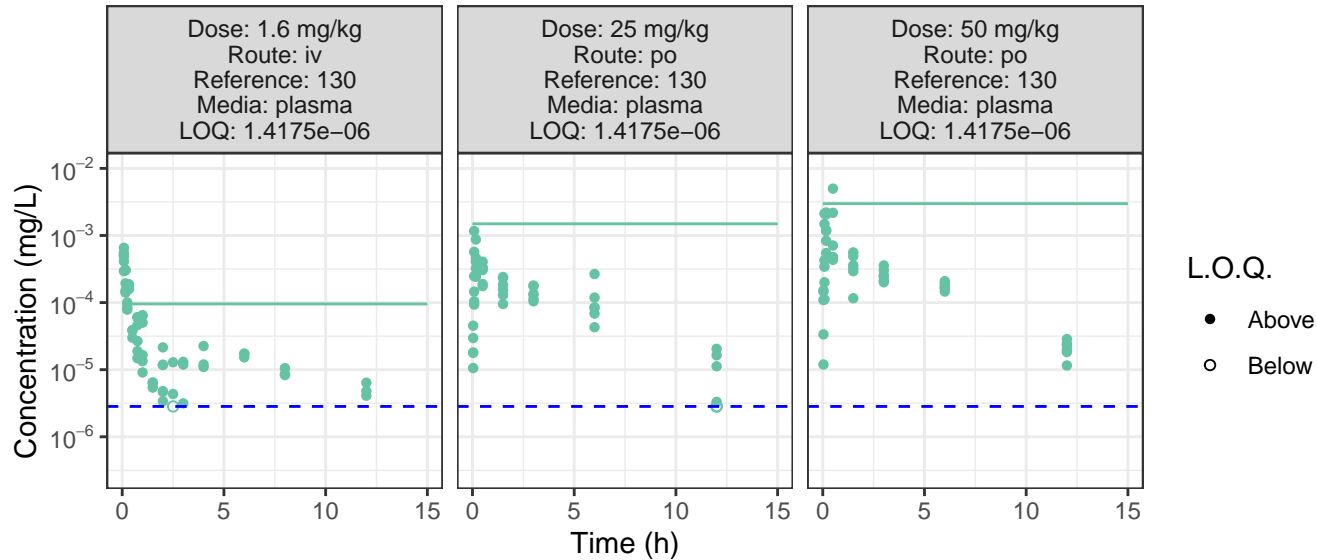 Dose: 1.6 mg/kg
Route: iv
Reference: 130
Media: plasma
LOQ: 1.4175e−06
Dose: 25 mg/kg
Route: po
Reference: 130
Media: plasma
LOQ: 1.4175e−06
Dose: 50 mg/kg
Route: po
Reference: 130
Media: plasma
LOQ: 1.4175e−06
Concentration (mg/L)
10−2
10−3
10−4
10−5
10−6
0 5 10 15
0 5 10 15
0 5 10 15
Time (h)
L.O.Q.
Above
Below